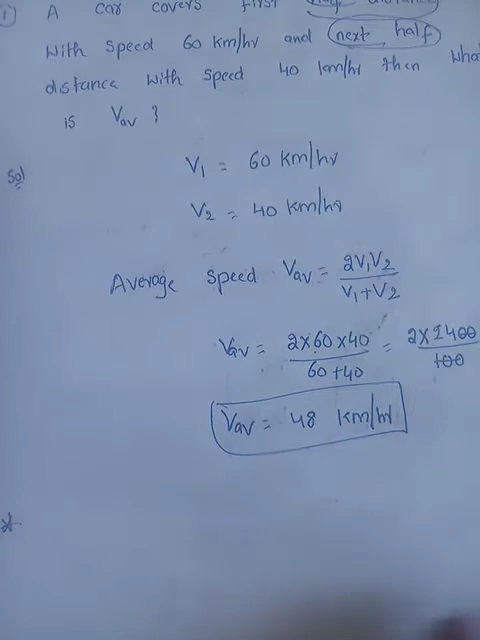 1) A car covers first half distance
with speed 60 km/hr and next half
distance with speed 40 km/hr then
is Vav ?
Sol
V1 = 60 km/hr
V2 = 40 km/hr
Average speed Vav = 2V1V2 / V1+V2
Vav = 2×60×40 / 60+40 = 2×2400 / 100
Vav = 48 km/hr
*